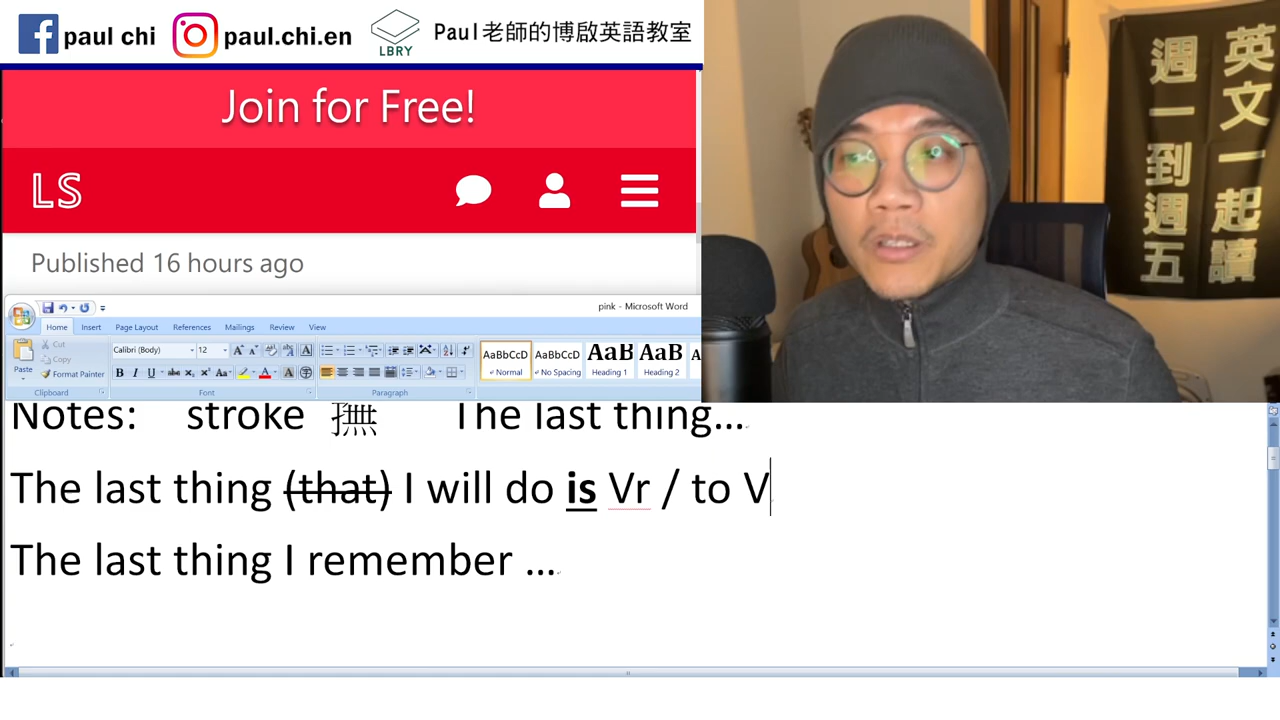 paul chi paul.chi.en LBRY Paul老師的博啟英語教室
Join for Free!
LS
Published 16 hours ago
pink - Microsoft Word
Home Insert Page Layout References Mailings Review View
Paste
Cut
Copy
Format Painter
Clipboard
Calibri (Body) 12
Font
Paragraph
AaBbCcD AaBbCcD AaBb AaBb A
Normal No Spacing Heading 1 Heading 2
Notes: stroke 撫 The last thing...
The last thing (that) I will do is Vr / to V
The last thing I remember ...
英文一起讀
週一到週五